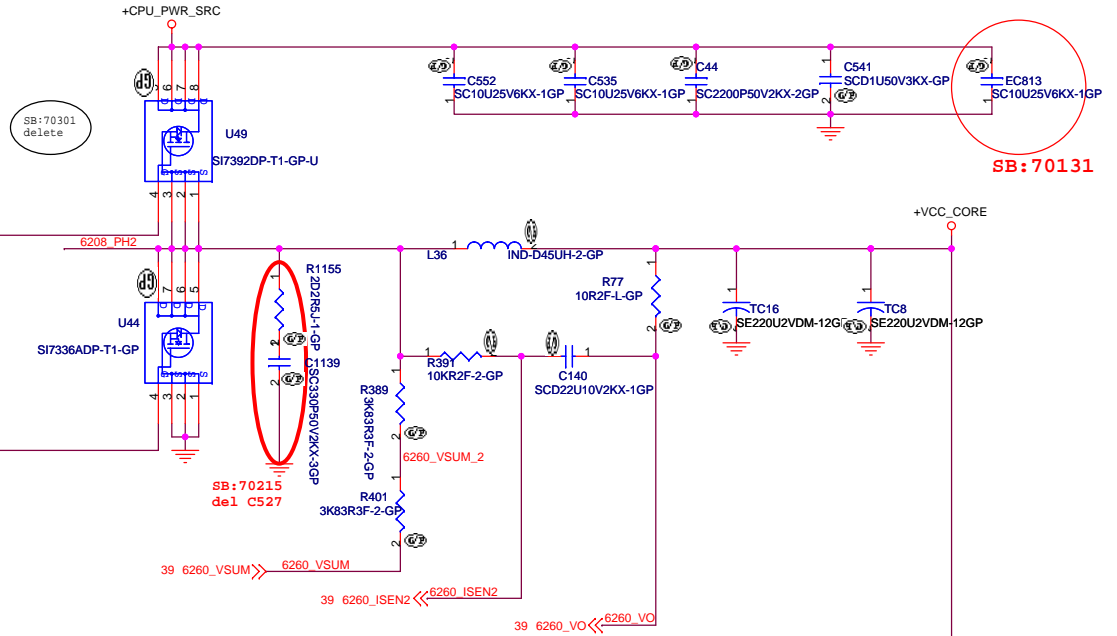 +CPU_PWR_SRC
SB:70301
delete
U49
SI7392DP-T1-GP-U
C552
SC10U25V6KX-1GP
C535
SC10U25V6KX-1GP
C44
SC2200P50V2KX-2GP
C541
SCD1U50V3KX-GP
EC813
SC10U25V6KX-1GP
SB:70131
+VCC_CORE
6208_PH2
L36
IND-D45UH-2-GP
U44
SI7336ADP-T1-GP
R1155
2D2R5J-1-GP
C1139
SC330P50V2KX-3GP
SB:70215
del C527
R77
10R2F-L-GP
TC16
SE220U2VDM-12GP
TC8
SE220U2VDM-12GP
R391
10KR2F-2-GP
C140
SCD22U10V2KX-1GP
R389
3K83R3F-2-GP
6260_VSUM_2
R401
3K83R3F-2-GP
39 6260_VSUM
6260_VSUM
39 6260_ISEN2
6260_ISEN2
39 6260_VO
6260_VO